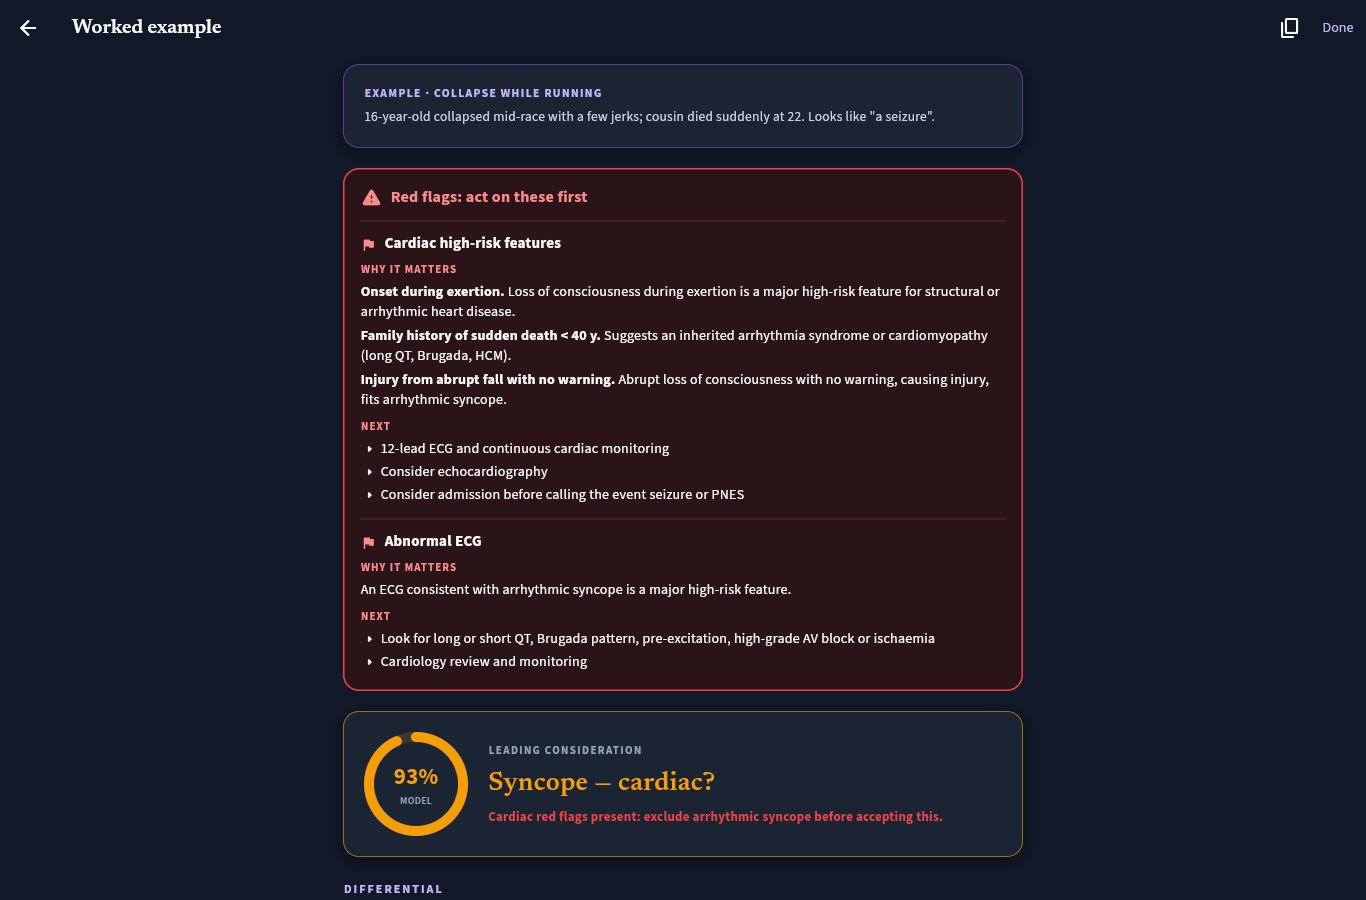 Worked example
Done
EXAMPLE · COLLAPSE WHILE RUNNING
16-year-old collapsed mid-race with a few jerks; cousin died suddenly at 22. Looks like "a seizure".
Red flags: act on these first
Cardiac high-risk features
WHY IT MATTERS
Onset during exertion. Loss of consciousness during exertion is a major high-risk feature for structural or
arrhythmic heart disease.
Family history of sudden death < 40 y. Suggests an inherited arrhythmia syndrome or cardiomyopathy
(long QT, Brugada, HCM).
Injury from abrupt fall with no warning. Abrupt loss of consciousness with no warning, causing injury,
fits arrhythmic syncope.
NEXT
12-lead ECG and continuous cardiac monitoring
Consider echocardiography
Consider admission before calling the event seizure or PNES
Abnormal ECG
WHY IT MATTERS
An ECG consistent with arrhythmic syncope is a major high-risk feature.
NEXT
Look for long or short QT, Brugada pattern, pre-excitation, high-grade AV block or ischaemia
Cardiology review and monitoring
93%
MODEL
LEADING CONSIDERATION
Syncope – cardiac?
Cardiac red flags present: exclude arrhythmic syncope before accepting this.
DIFFERENTIAL